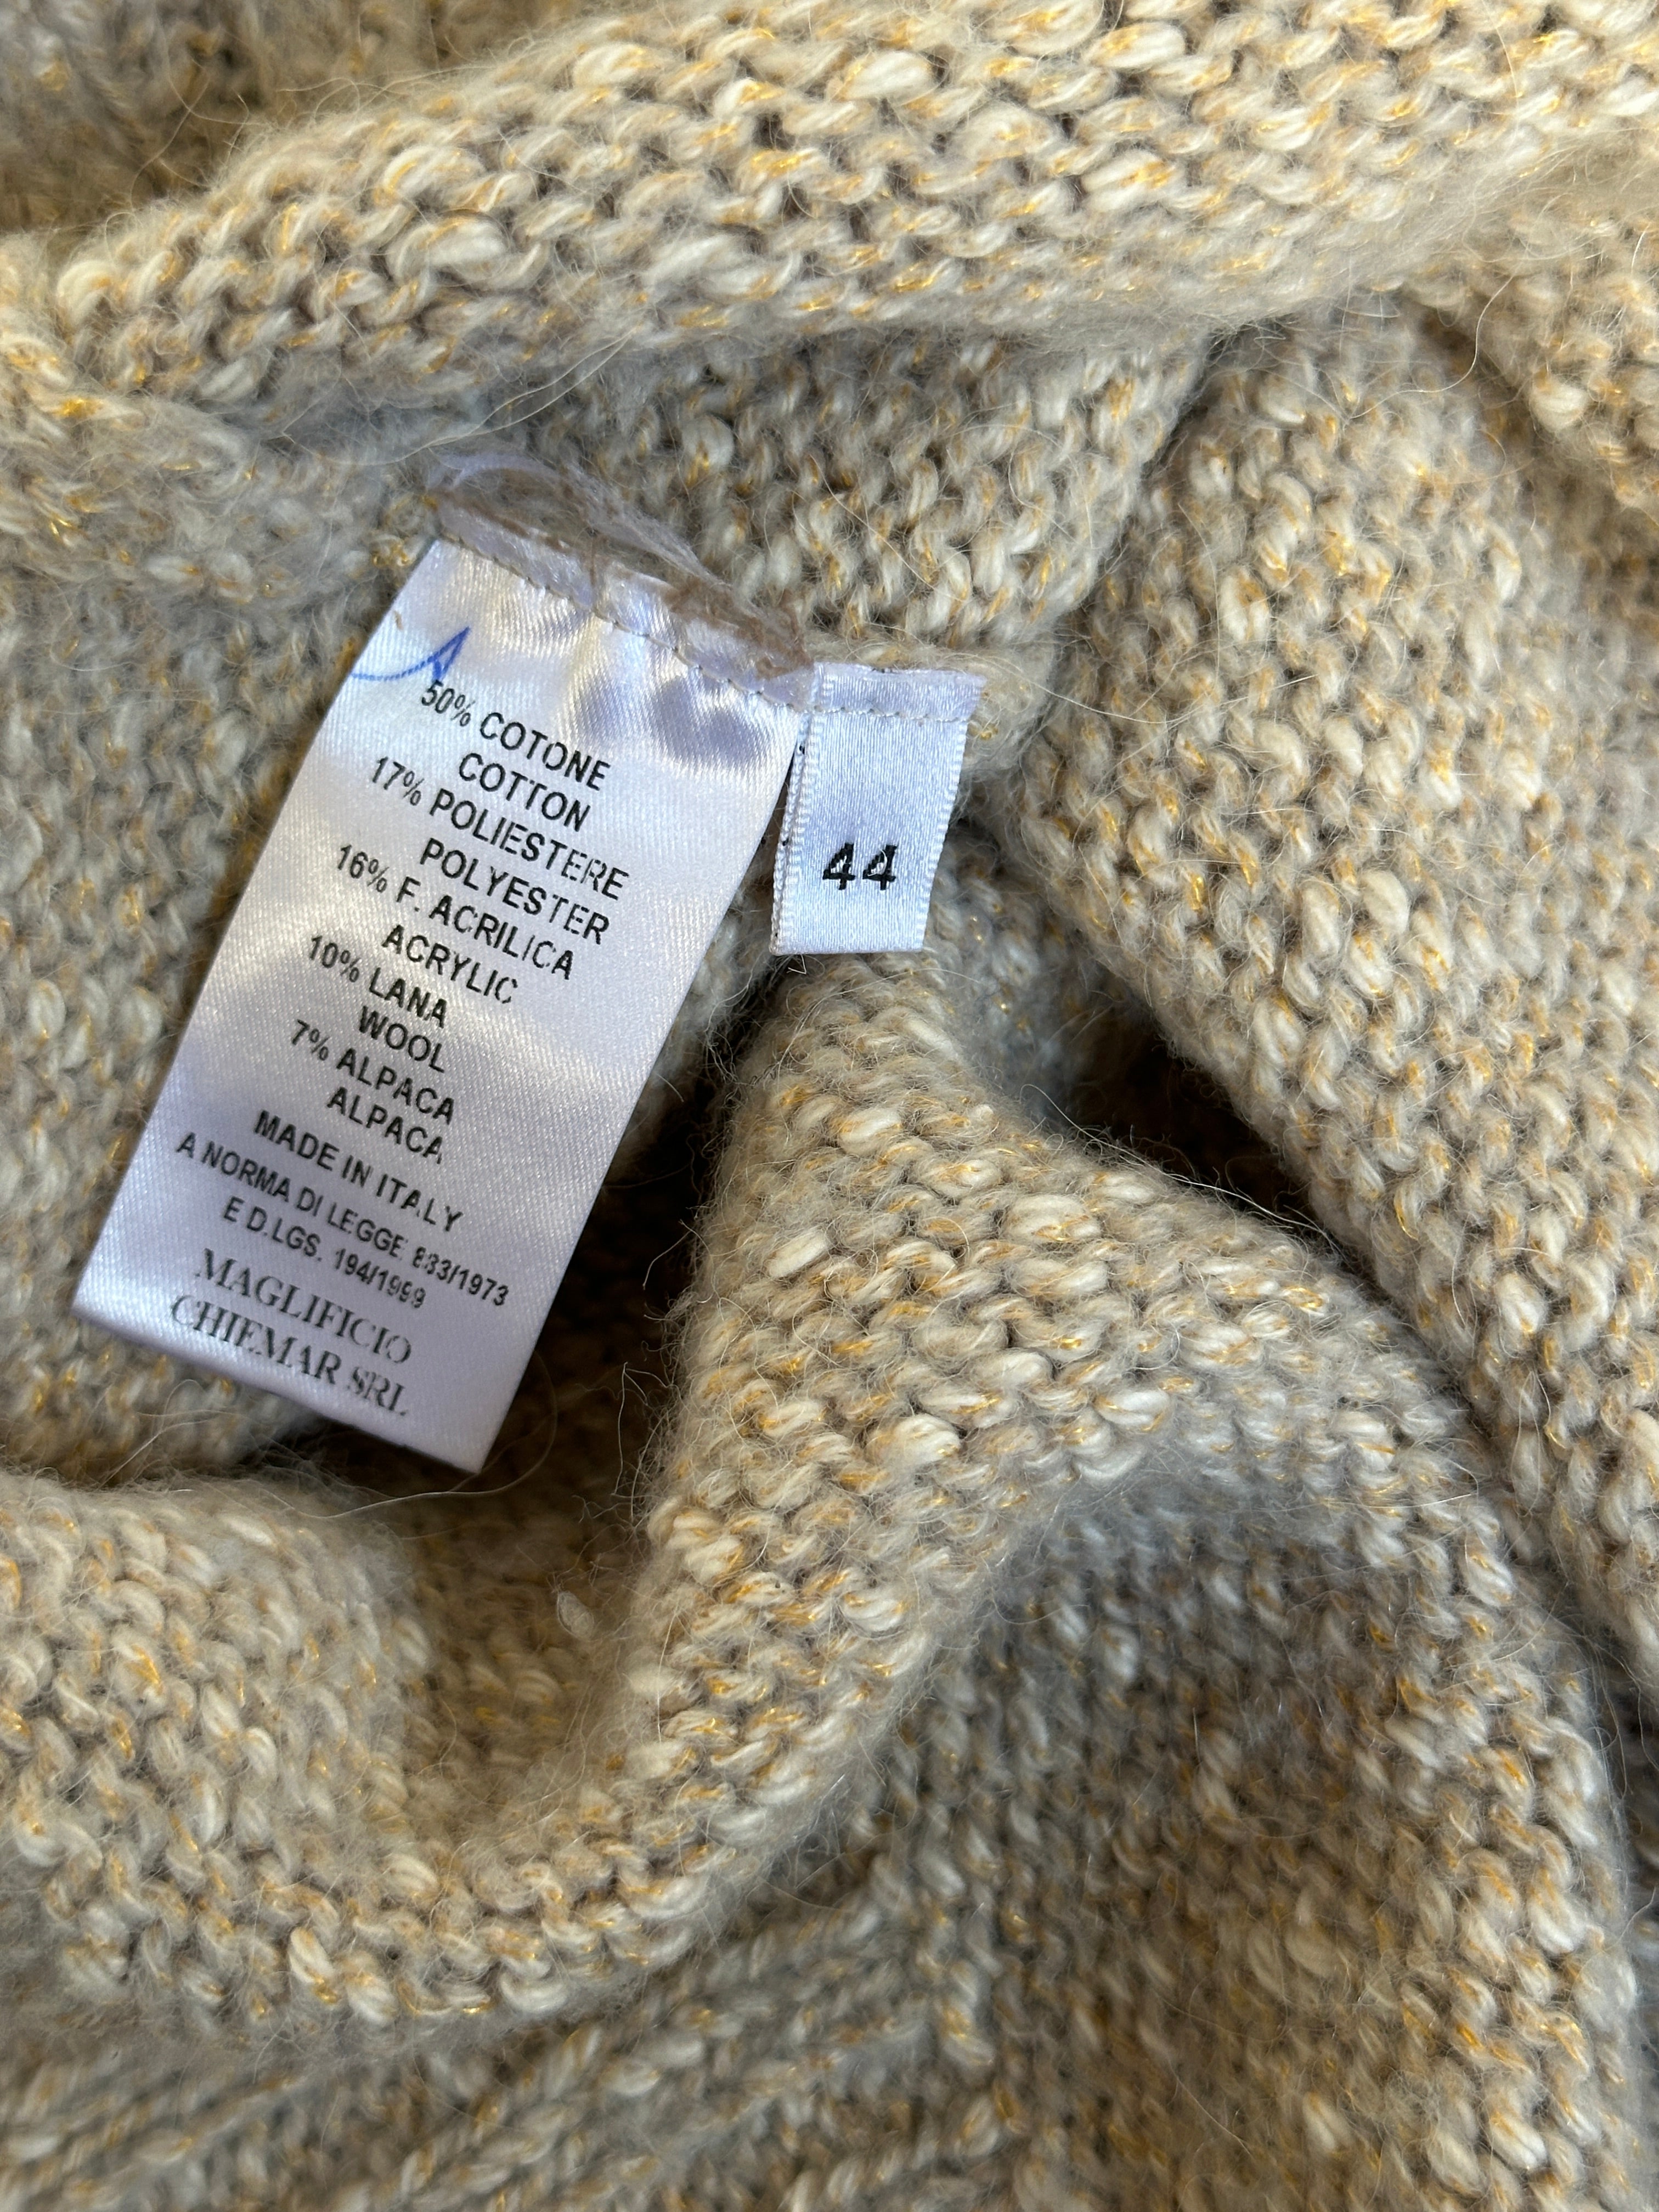 50% COTONE
COTTON
17% POLIESTERE
POLYESTER
16% F. ACRILICA
ACRYLIC
10% LANA
WOOL
7% ALPACA
ALPACA
MADE IN ITALY
A NORMA DI LEGGE 883/1973
E D.LGS. 194/1999
MAGLIFICIO
CHIEMAR SRL
44